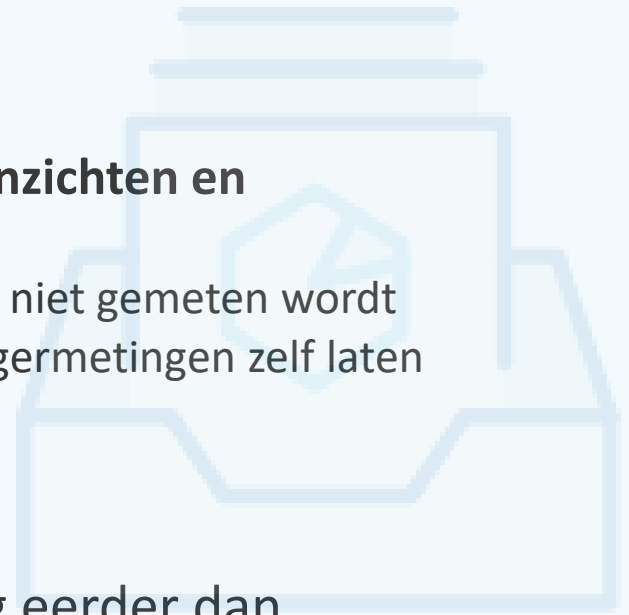 nzichten en
niet gemeten wordt
germetingen zelf laten
g eerder dan